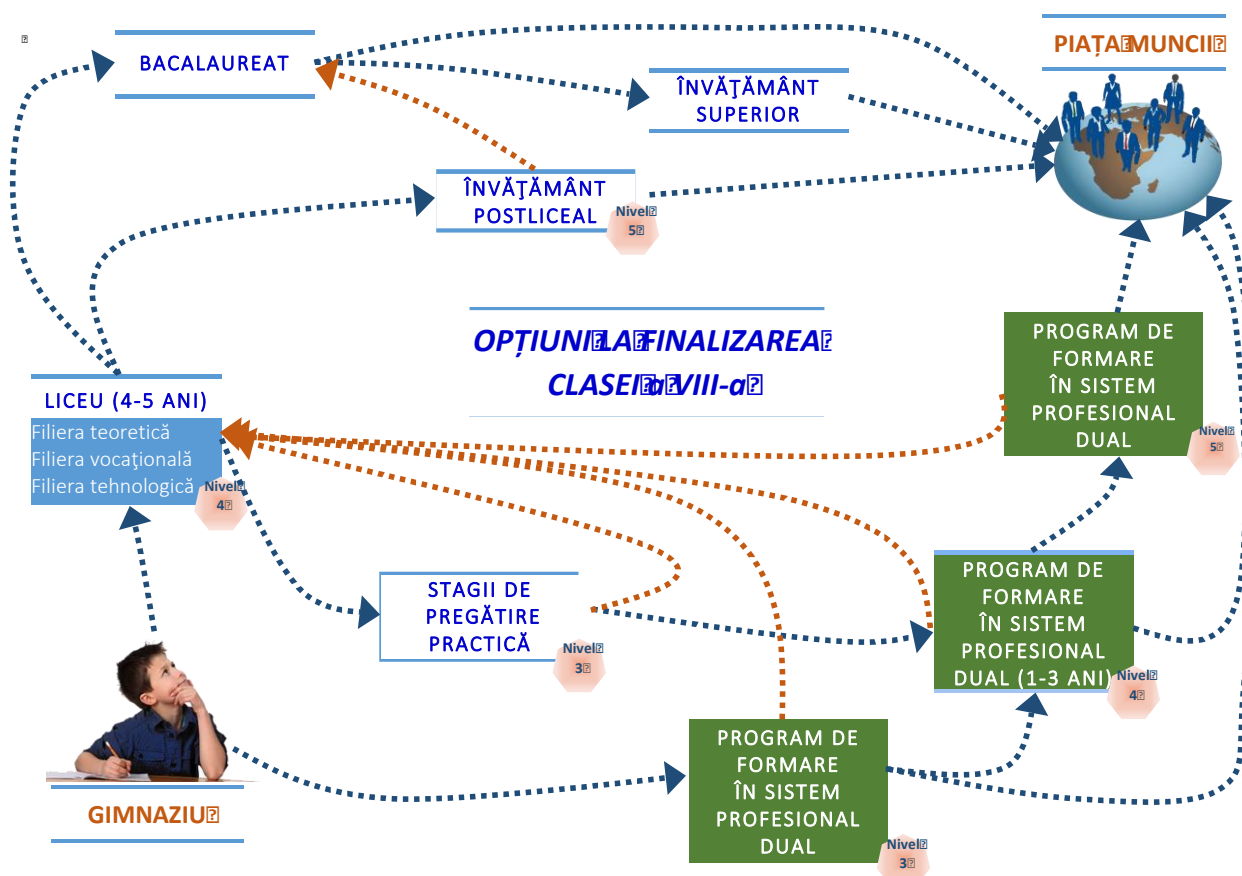 BACALAUREAT
PIAȚA MUNCII
ÎNVĂŢĂMÂNT
SUPERIOR
ÎNVĂŢĂMÂNT
POSTLICEAL
Nivel
5
OPȚIUNI LA FINALIZAREA
CLASEI a VIII-a
PROGRAM DE
FORMARE
ÎN SISTEM
PROFESIONAL
DUAL
Nivel
5
LICEU (4-5 ANI)
Filiera teoretică
Filiera vocaţională
Filiera tehnologică
Nivel
4
STAGII DE
PREGĂTIRE
PRACTICĂ
Nivel
3
PROGRAM DE
FORMARE
ÎN SISTEM
PROFESIONAL
DUAL (1-3 ANI)
Nivel
4
PROGRAM DE
FORMARE
ÎN SISTEM
PROFESIONAL
DUAL
Nivel
3
GIMNAZIU